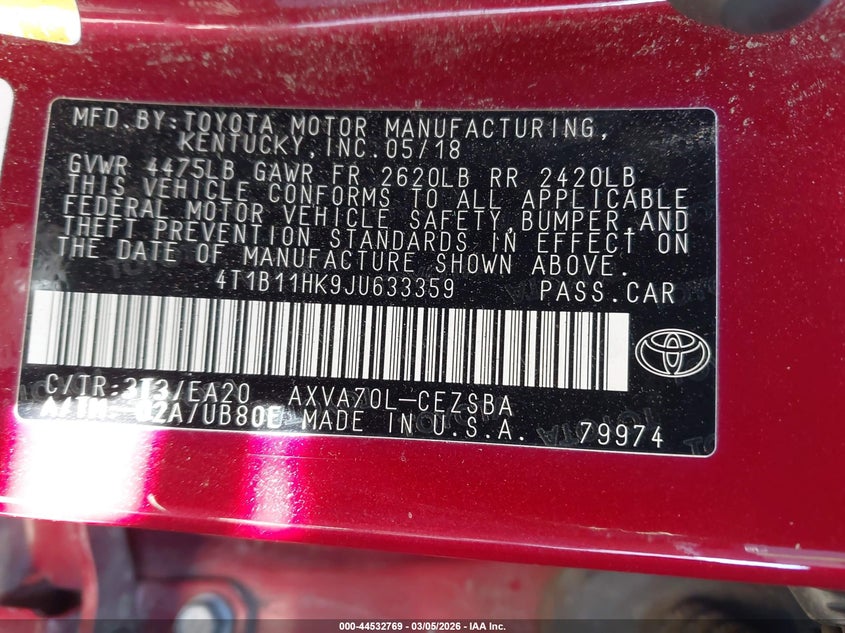 MFD.BY:TOYOTA MOTOR MANUFACTURING,
KENTUCKY,INC.05/18
GVWR 4475LB GAWR FR 2620LB RR 2420LB
THIS VEHICLE CONFORMS TO ALL APPLICABLE
FEDERAL MOTOR VEHICLE SAFETY,BUMPER,AND
THEFT PREVENTION STANDARDS IN EFFECT ON
THE DATE OF MANUFACTURE SHOWN ABOVE.
4T1B11HK9JU633359 PASS.CAR
C/TR:3T3/EA20 AXVA70L-CEZSBA
A/TM:-02A/UB80E MADE IN U.S.A. 79974
000-44532769 — 03/05/2026 — IAA Inc.